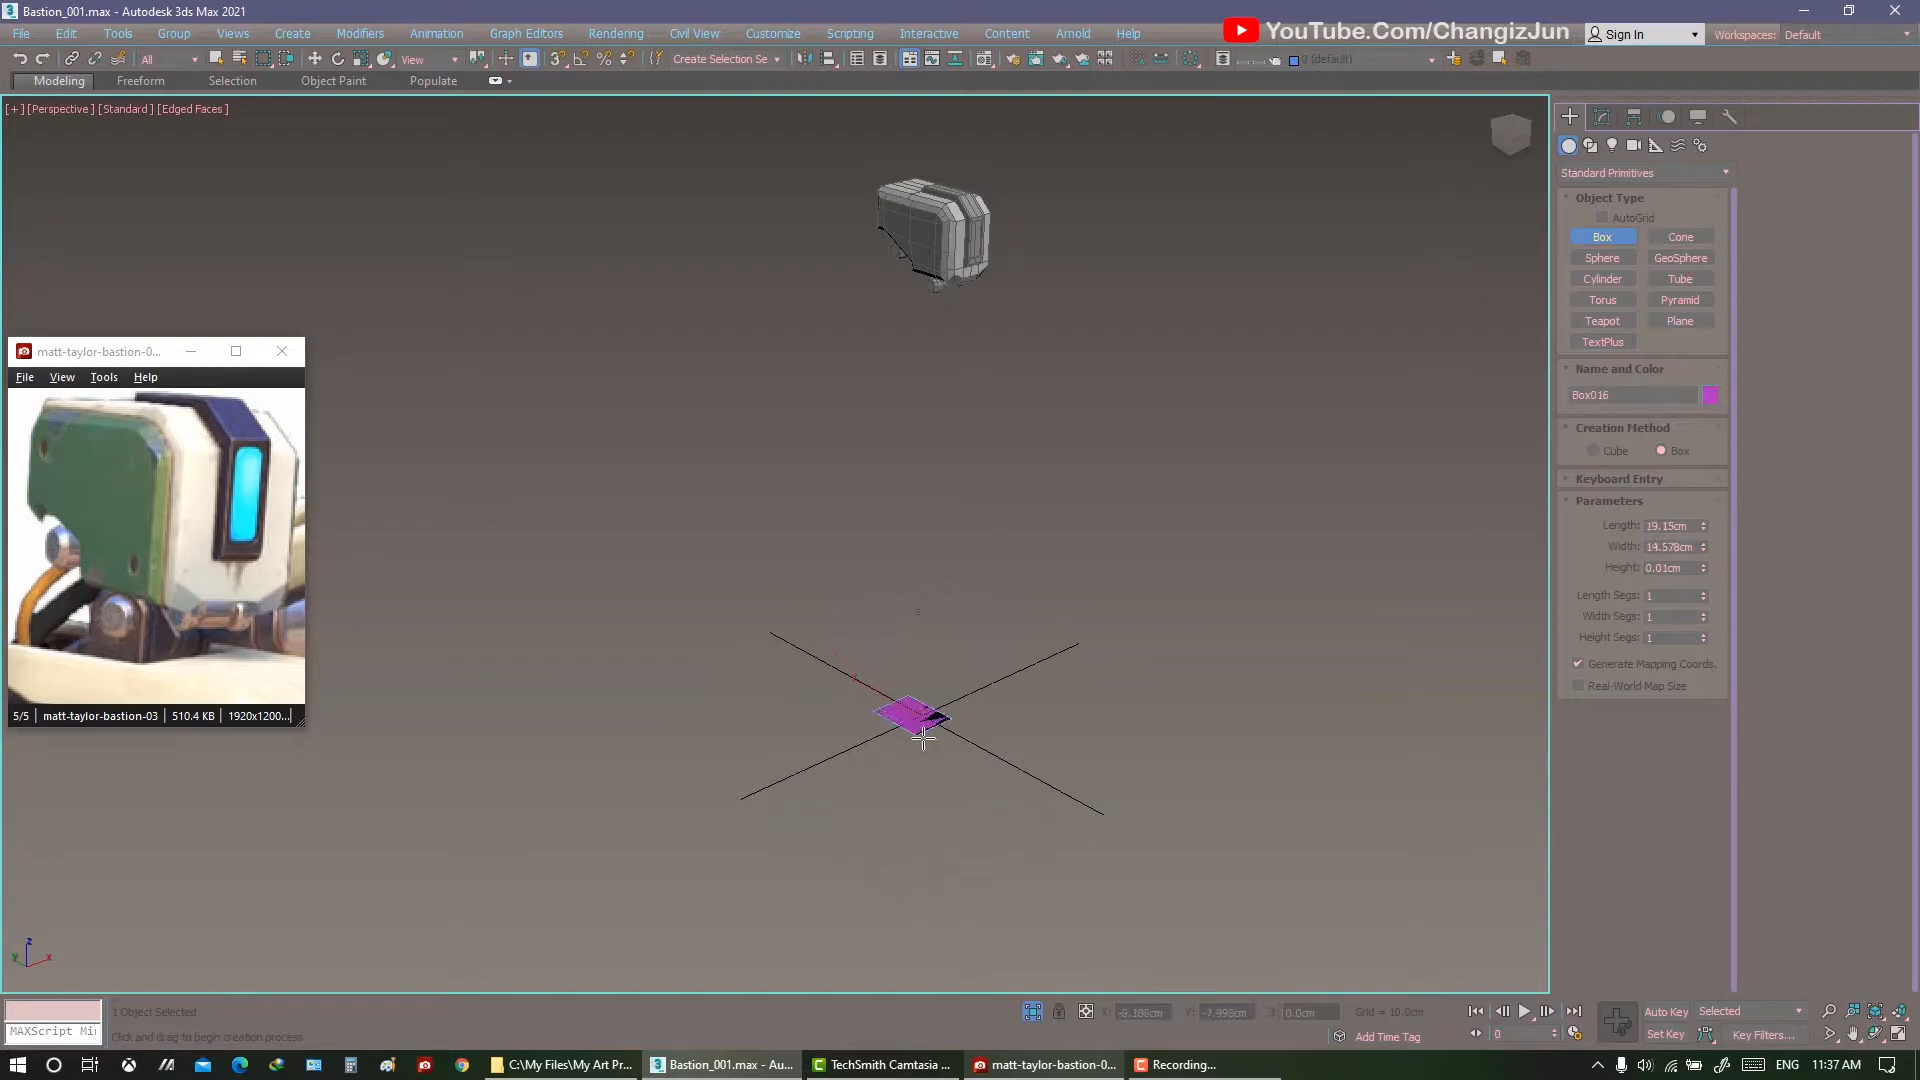 Bastion_001.max - Autodesk 3ds Max 2021
File Edit Tools Group Views Create Modifiers Animation Graph Editors Rendering Civil View Customize Scripting Interactive Content Arnold Help
YouTube.Com/ChangizJun
Sign In
Workspaces: Default
All
View
Create Selection Se
0 (default)
Modeling Freeform Selection Object Paint Populate
[+] [Perspective] [Standard] [Edged Faces]
Standard Primitives
Object Type
AutoGrid
Box Cone
Sphere GeoSphere
Cylinder Tube
Torus Pyramid
Teapot Plane
TextPlus
Name and Color
Box016
Creation Method
Cube Box
Keyboard Entry
Parameters
Length: 19.15cm
Width: 14.578cm
Height: 0.01cm
Length Segs: 1
Width Segs: 1
Height Segs: 1
Generate Mapping Coords.
Real-World Map Size
matt-taylor-bastion-0...
File View Tools Help
5/5 matt-taylor-bastion-03 510.4 KB 1920x1200...
z
y x
1 Object Selected
MAXScript Mi
Click and drag to begin creation process
Y: -7.993cm
0.0cm
Grid = 10.0cm
Add Time Tag
0
Auto Key Selected
Set Key Key Filters...
C:\My Files\My Art Pr...
Bastion_001.max - Au...
TechSmith Camtasia ...
matt-taylor-bastion-0...
Recording...
ENG 11:37 AM